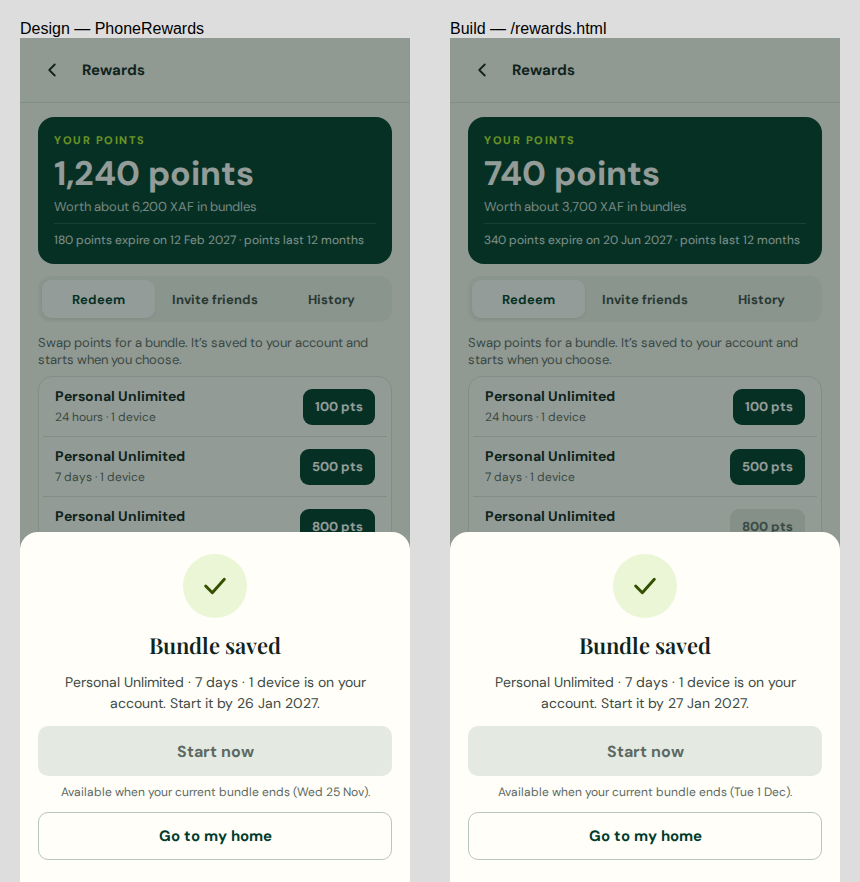 Design — PhoneRewards
Rewards
YOUR POINTS
1,240 points
Worth about 6,200 XAF in bundles
180 points expire on 12 Feb 2027 · points last 12 months
Redeem
Invite friends
History
Swap points for a bundle. It’s saved to your account and
starts when you choose.
Personal Unlimited
24 hours · 1 device
100 pts
Personal Unlimited
7 days · 1 device
500 pts
Personal Unlimited
800 pts
Bundle saved
Personal Unlimited · 7 days · 1 device is on your
account. Start it by 26 Jan 2027.
Start now
Available when your current bundle ends (Wed 25 Nov).
Go to my home
Build — /rewards.html
Rewards
YOUR POINTS
740 points
Worth about 3,700 XAF in bundles
340 points expire on 20 Jun 2027 · points last 12 months
Redeem
Invite friends
History
Swap points for a bundle. It’s saved to your account and
starts when you choose.
Personal Unlimited
24 hours · 1 device
100 pts
Personal Unlimited
7 days · 1 device
500 pts
Personal Unlimited
800 pts
Bundle saved
Personal Unlimited · 7 days · 1 device is on your
account. Start it by 27 Jan 2027.
Start now
Available when your current bundle ends (Tue 1 Dec).
Go to my home